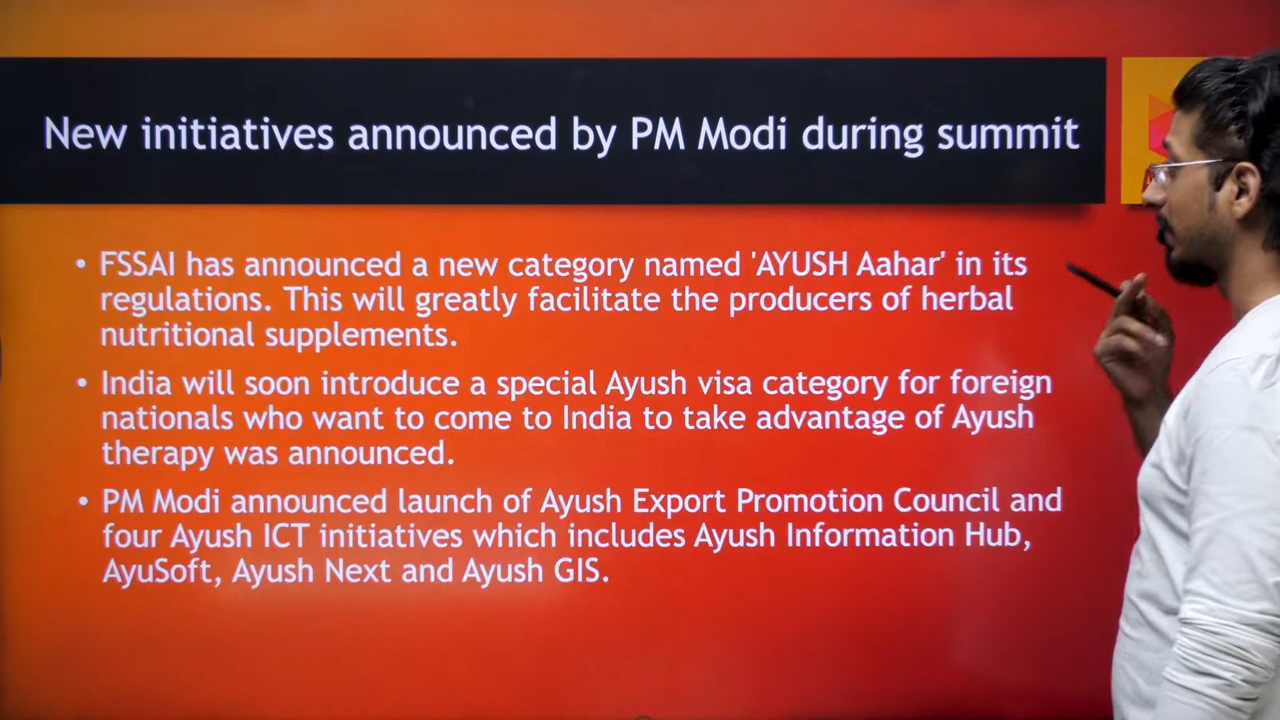 New initiatives announced by PM Modi during summit
• FSSAI has announced a new category named 'AYUSH Aahar' in its
regulations. This will greatly facilitate the producers of herbal
nutritional supplements.
• India will soon introduce a special Ayush visa category for foreign
nationals who want to come to India to take advantage of Ayush
therapy was announced.
• PM Modi announced launch of Ayush Export Promotion Council and
four Ayush ICT initiatives which includes Ayush Information Hub,
AyuSoft, Ayush Next and Ayush GIS.